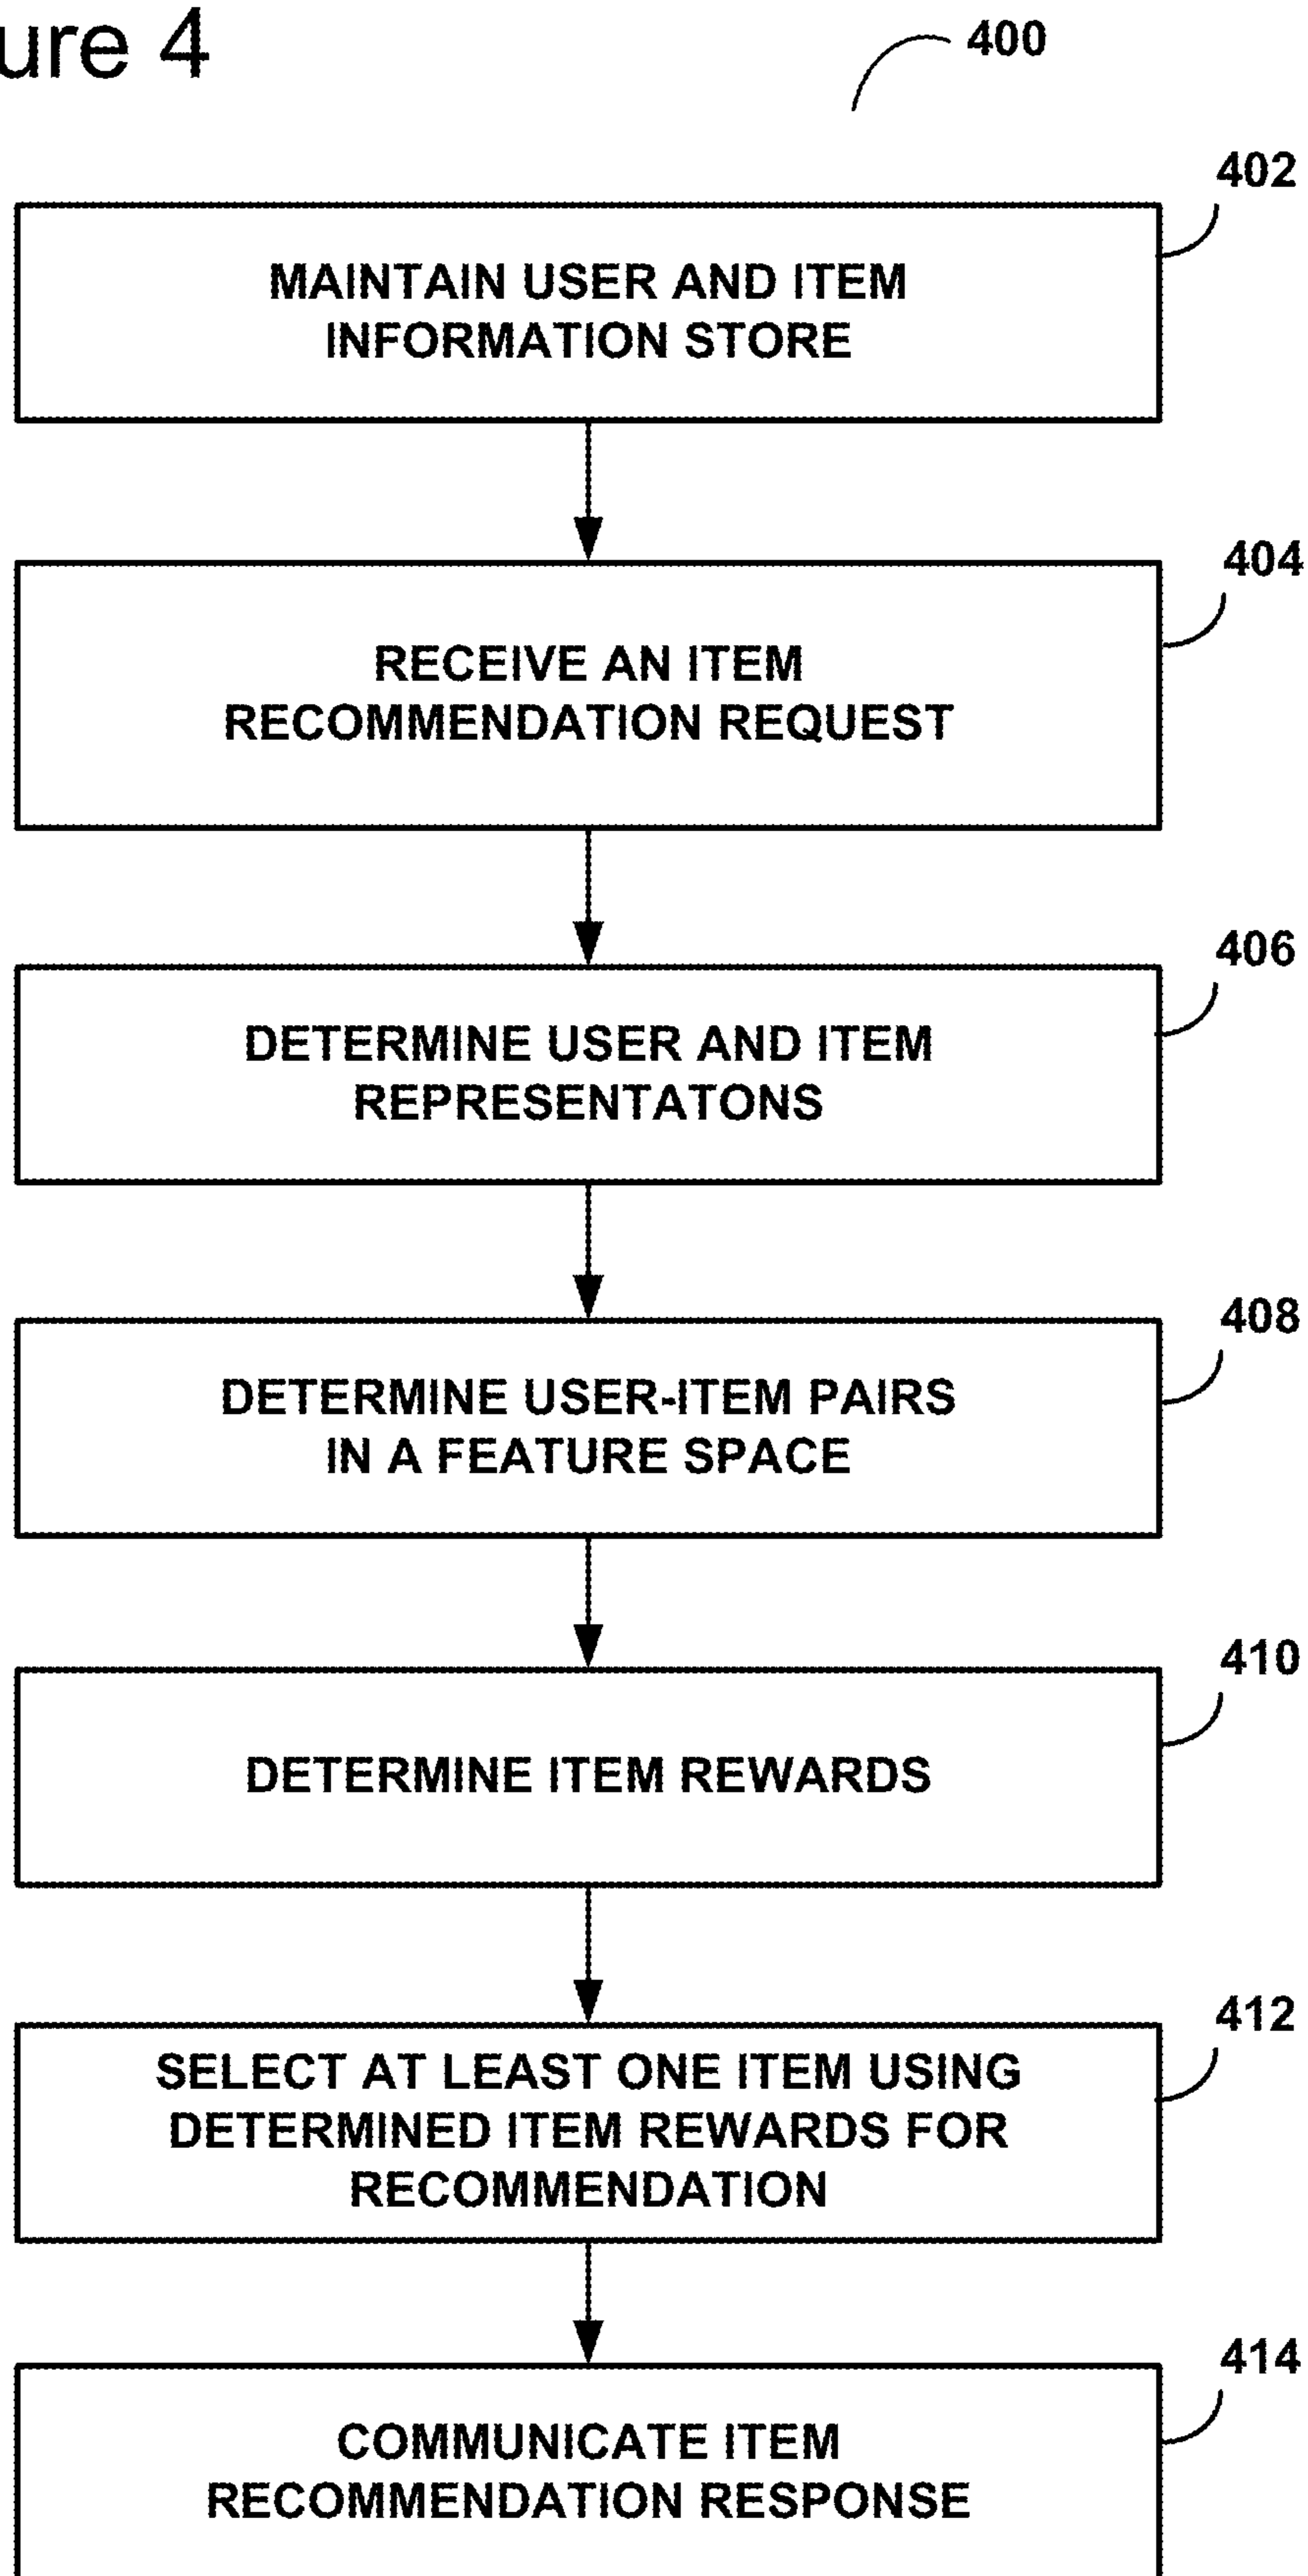 ure 4
400
402
MAINTAIN USER AND ITEM
INFORMATION STORE
404
RECEIVE AN ITEM
RECOMMENDATION REQUEST
406
DETERMINE USER AND ITEM
REPRESENTATONS
408
DETERMINE USER-ITEM PAIRS
IN A FEATURE SPACE
410
DETERMINE ITEM REWARDS
412
SELECT AT LEAST ONE ITEM USING
DETERMINED ITEM REWARDS FOR
RECOMMENDATION
414
COMMUNICATE ITEM
RECOMMENDATION RESPONSE